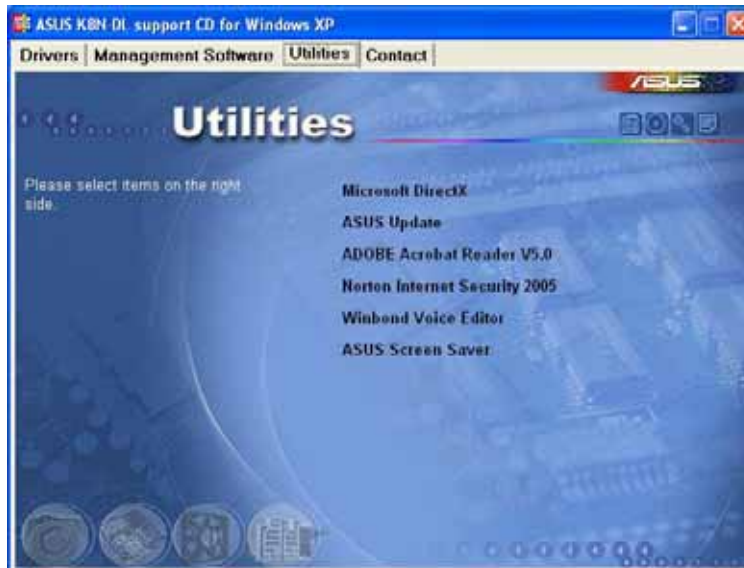 ASUS K8N-DL support CD for Windows XP
Drivers Management Software Utilities Contact
ASUS
Utilities
Please select items on the right
side.
Microsoft DirectX
ASUS Update
ADOBE Acrobat Reader V5.0
Norton Internet Security 2005
Winbond Voice Editor
ASUS Screen Saver